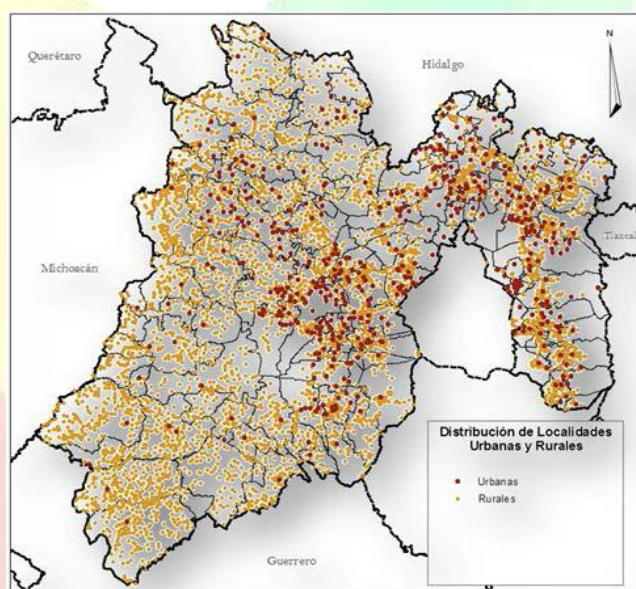 Querétaro
Hidalgo
N
Tlaxcal
Michoacán
Distribución de Localidades
Urbanas y Rurales
Urbanas
Rurales
Guerrero